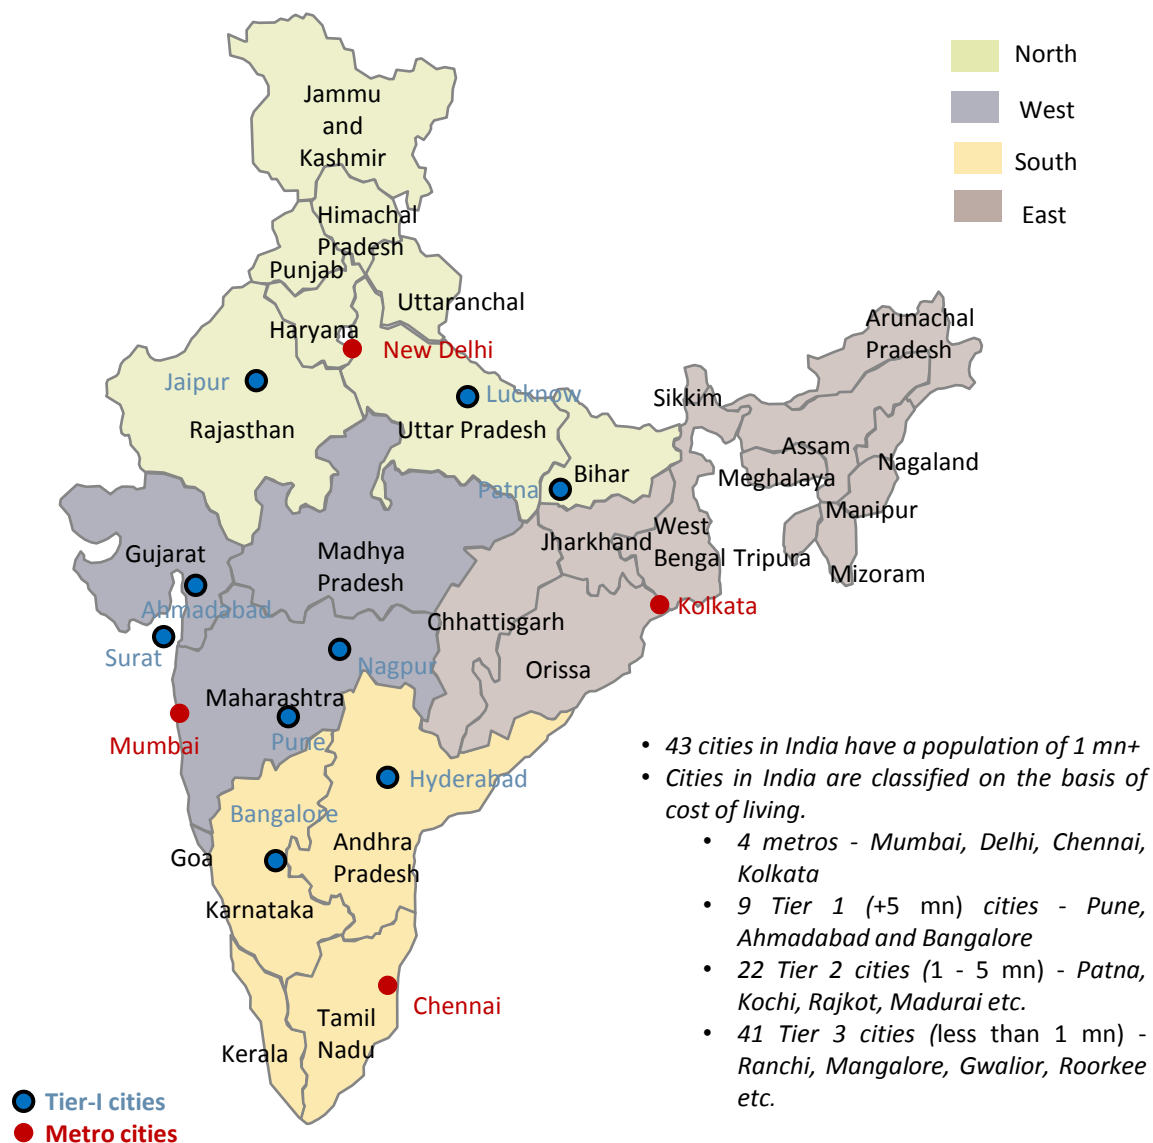 North
West
South
East
Jammu
and
Kashmir
Himachal
Pradesh
Punjab
Uttaranchal
Haryana
New Delhi
Jaipur
Lucknow
Rajasthan
Uttar Pradesh
Bihar
Patna
Arunachal
Pradesh
Sikkim
Assam
Nagaland
Meghalaya
Manipur
West
Bengal
Tripura
Mizoram
Jharkhand
Gujarat
Madhya
Pradesh
Ahmadabad
Kolkata
Chhattisgarh
Surat
Nagpur
Orissa
Maharashtra
Mumbai
Pune
Hyderabad
Bangalore
Andhra
Pradesh
Goa
Karnataka
Chennai
Tamil
Nadu
Kerala
• 43 cities in India have a population of 1 mn+
• Cities in India are classified on the basis of
cost of living.
• 4 metros - Mumbai, Delhi, Chennai,
Kolkata
• 9 Tier 1 (+5 mn) cities - Pune,
Ahmadabad and Bangalore
• 22 Tier 2 cities (1 - 5 mn) - Patna,
Kochi, Rajkot, Madurai etc.
• 41 Tier 3 cities (less than 1 mn) -
Ranchi, Mangalore, Gwalior, Roorkee
etc.
Tier-I cities
Metro cities